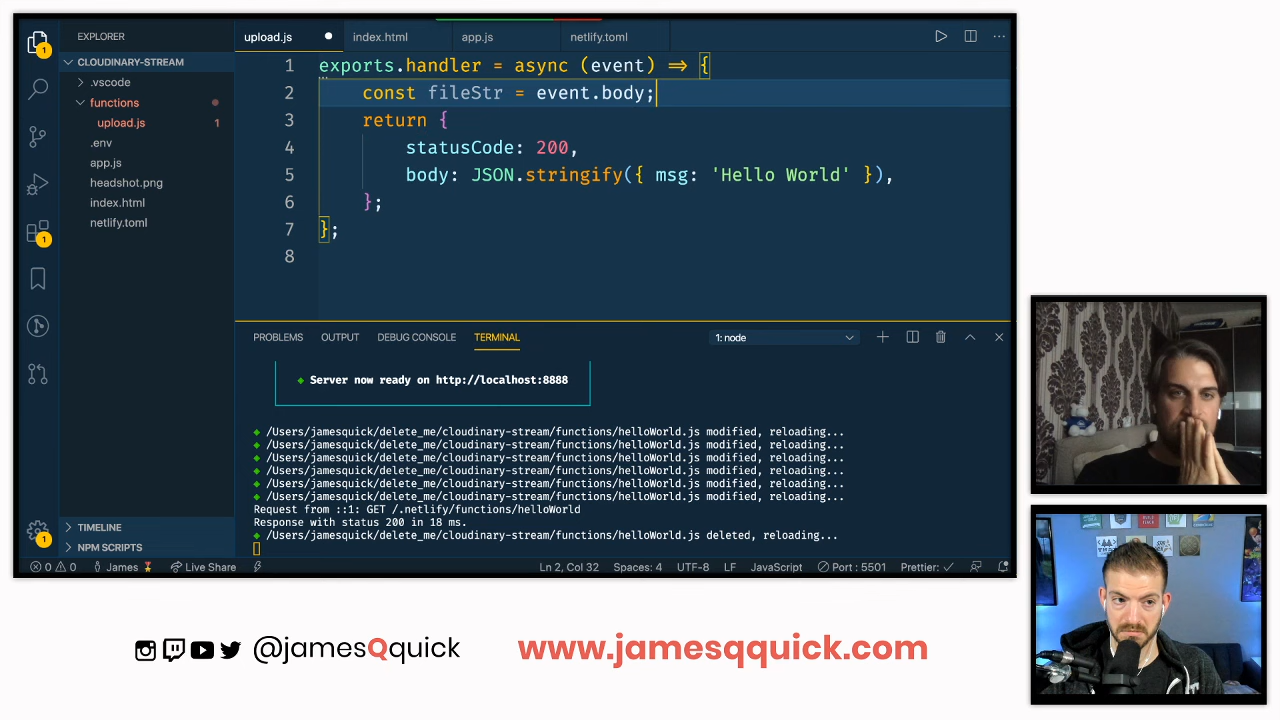 EXPLORER
CLOUDINARY-STREAM
.vscode
functions
upload.js 1
.env
app.js
headshot.png
index.html
netlify.toml
TIMELINE
NPM SCRIPTS
1
1
1
upload.js
index.html
app.js
netlify.toml
1 exports.handler = async (event) => {
2 const fileStr = event.body;
3 return {
4 statusCode: 200,
5 body: JSON.stringify({ msg: 'Hello World' }),
6 };
7 };
8
PROBLEMS OUTPUT DEBUG CONSOLE TERMINAL 1: node
Server now ready on http://localhost:8888
/Users/jamesquick/delete_me/cloudinary-stream/functions/helloWorld.js modified, reloading...
/Users/jamesquick/delete_me/cloudinary-stream/functions/helloWorld.js modified, reloading...
/Users/jamesquick/delete_me/cloudinary-stream/functions/helloWorld.js modified, reloading...
/Users/jamesquick/delete_me/cloudinary-stream/functions/helloWorld.js modified, reloading...
/Users/jamesquick/delete_me/cloudinary-stream/functions/helloWorld.js modified, reloading...
/Users/jamesquick/delete_me/cloudinary-stream/functions/helloWorld.js modified, reloading...
Request from ::1: GET /.netlify/functions/helloWorld
Response with status 200 in 18 ms.
/Users/jamesquick/delete_me/cloudinary-stream/functions/helloWorld.js deleted, reloading...
0 0 James Live Share Ln 2, Col 32 Spaces: 4 UTF-8 LF JavaScript Port : 5501 Prettier:
@jamesQquick
www.jamesqquick.com